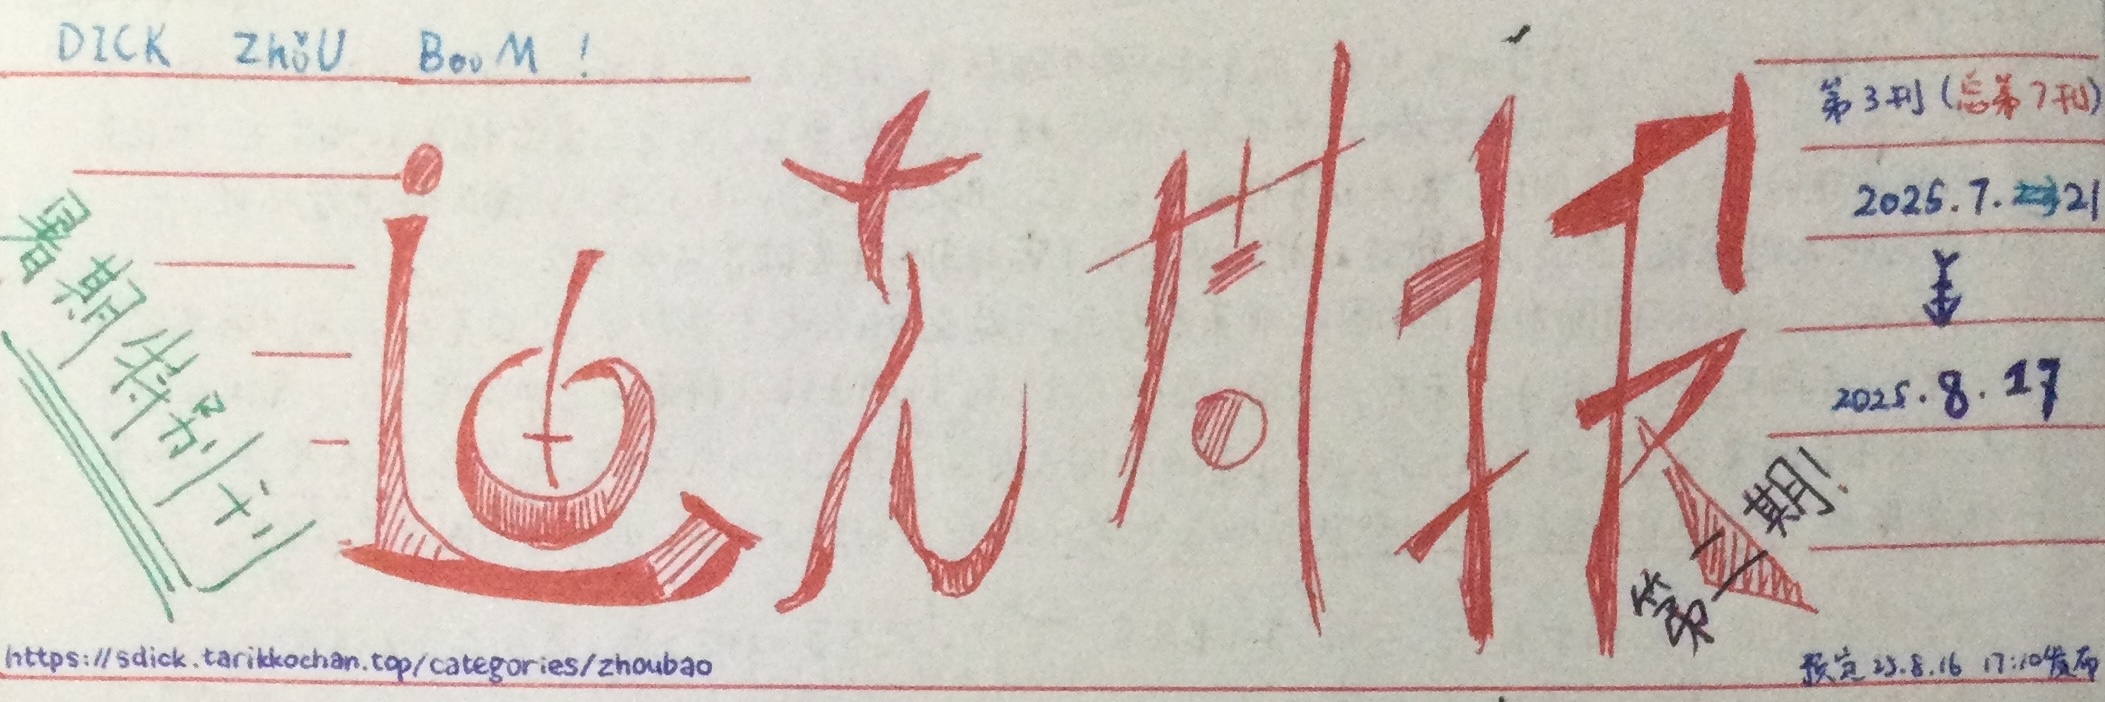 DICK ZhǒU BooM!
第3刊(总第7刊)
2025.7.21
2025.8.17
暑期特别刊
迪克周报
第二期!
https://sdick.tarikkochan.top/categories/zhoubao
预定25.8.16 17:10发布